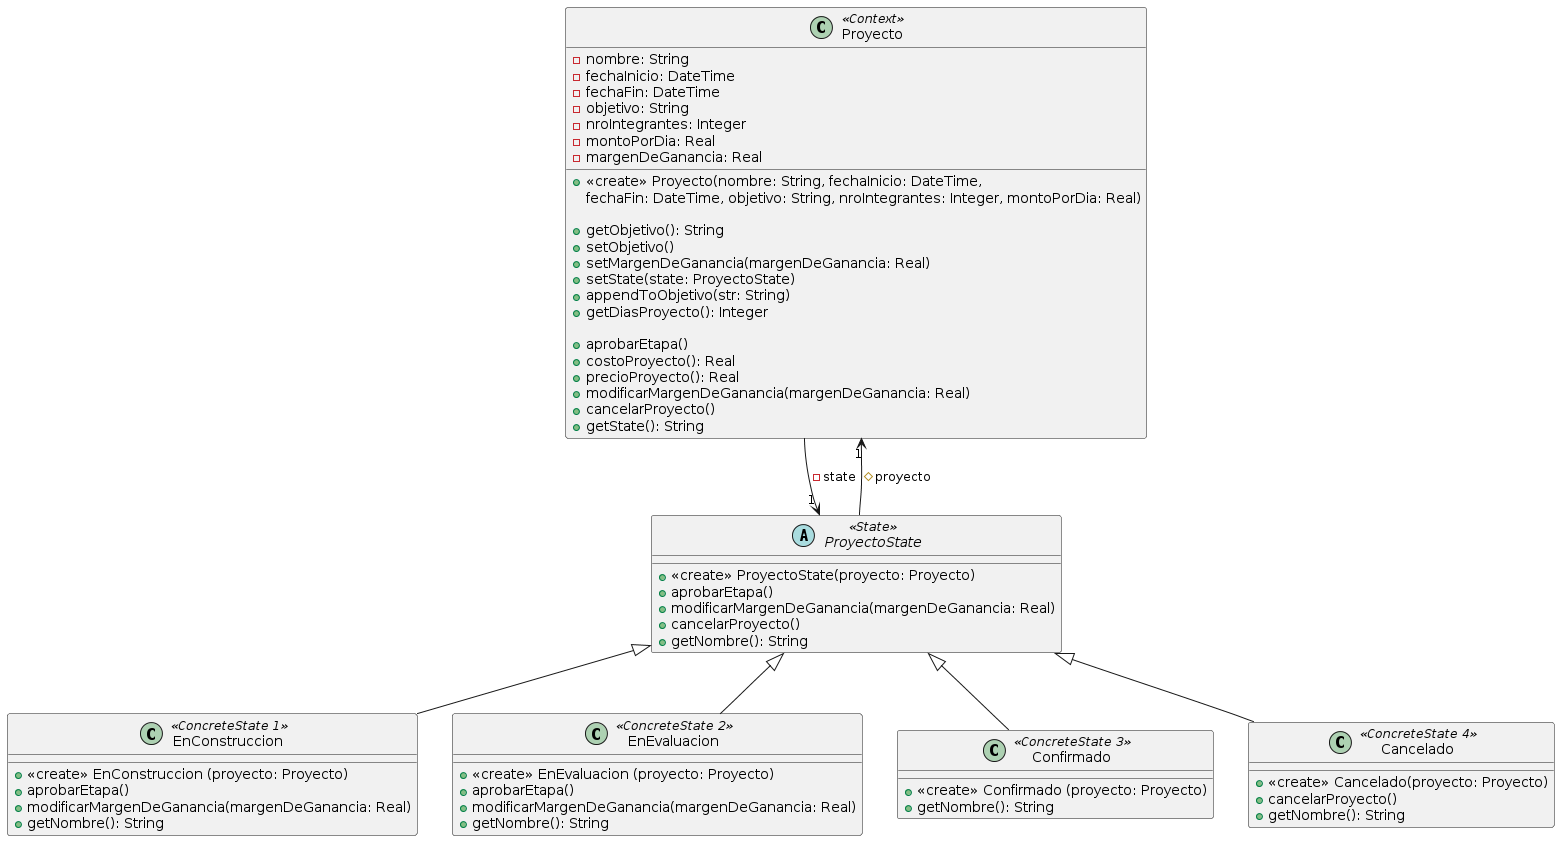 «Context»
C
Proyecto
nombre: String
fechaInicio: DateTime
fechaFin: DateTime
objetivo: String
nroIntegrantes: Integer
montoPorDia: Real
margenDeGanancia: Real
«create» Proyecto(nombre: String, fechaInicio: DateTime,
fechaFin: DateTime, objetivo: String, nroIntegrantes: Integer, montoPorDia: Real)
getObjetivo(): String
setObjetivo()
setMargenDeGanancia(margenDeGanancia: Real)
setState(state: ProyectoState)
appendToObjetivo(str: String)
getDiasProyecto(): Integer
aprobarEtapa()
costoProyecto(): Real
precioProyecto(): Real
modificarMargenDeGanancia(margenDeGanancia: Real)
cancelarProyecto()
getState(): String
1
state
proyecto
1
«State»
A
ProyectoState
«create» ProyectoState(proyecto: Proyecto)
aprobarEtapa()
modificarMargenDeGanancia(margenDeGanancia: Real)
cancelarProyecto()
getNombre(): String
«ConcreteState 1»
C
EnConstruccion
«create» EnConstruccion (proyecto: Proyecto)
aprobarEtapa()
modificarMargenDeGanancia(margenDeGanancia: Real)
getNombre(): String
«ConcreteState 2»
C
EnEvaluacion
«create» EnEvaluacion (proyecto: Proyecto)
aprobarEtapa()
modificarMargenDeGanancia(margenDeGanancia: Real)
getNombre(): String
«ConcreteState 3»
C
Confirmado
«create» Confirmado (proyecto: Proyecto)
getNombre(): String
«ConcreteState 4»
C
Cancelado
«create» Cancelado(proyecto: Proyecto)
cancelarProyecto()
getNombre(): String